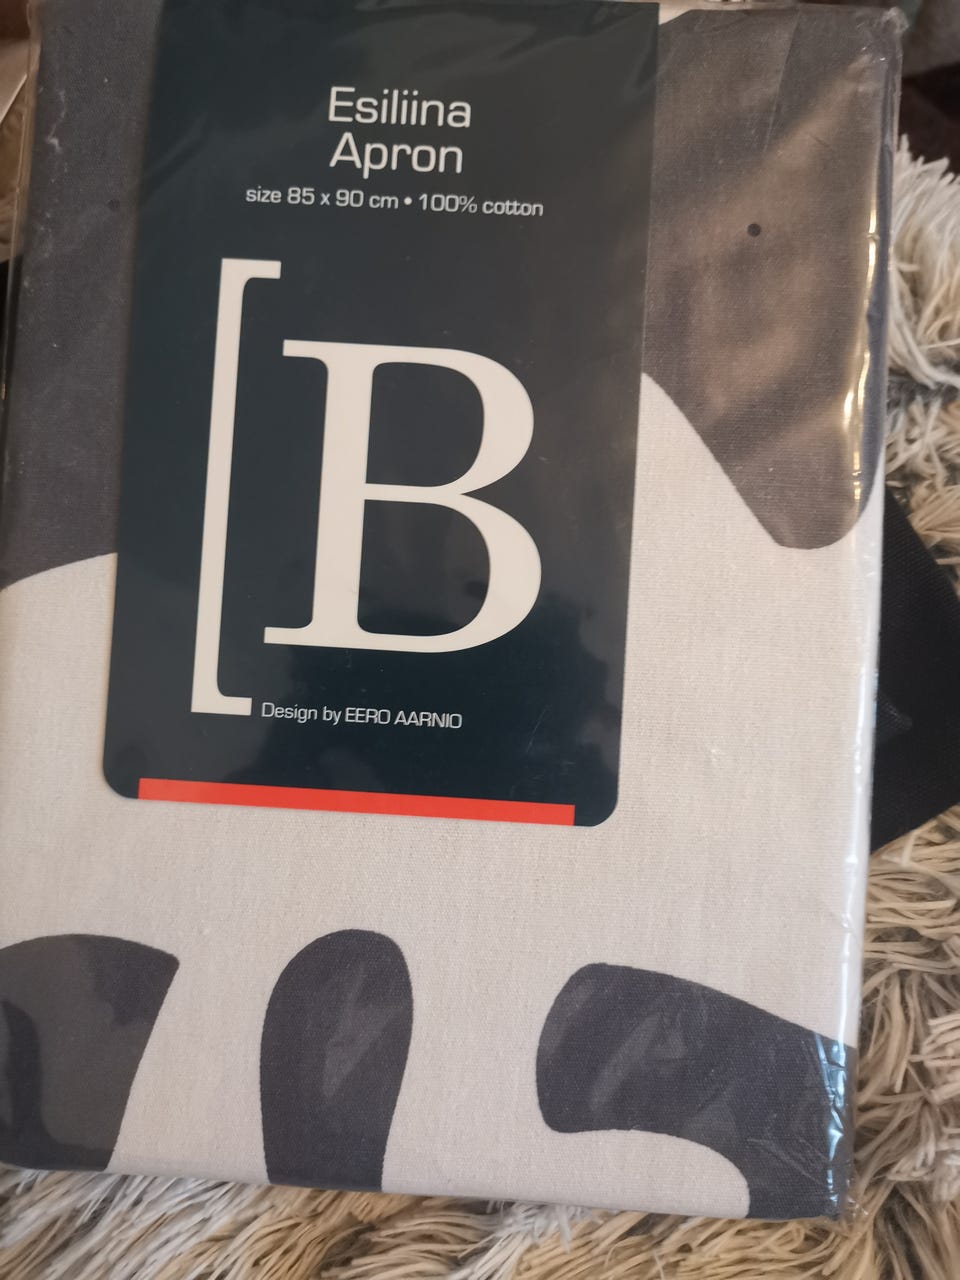 Esiliina
Apron
size 85 x 90 cm • 100% cotton
[B
Design by EERO AARNIO